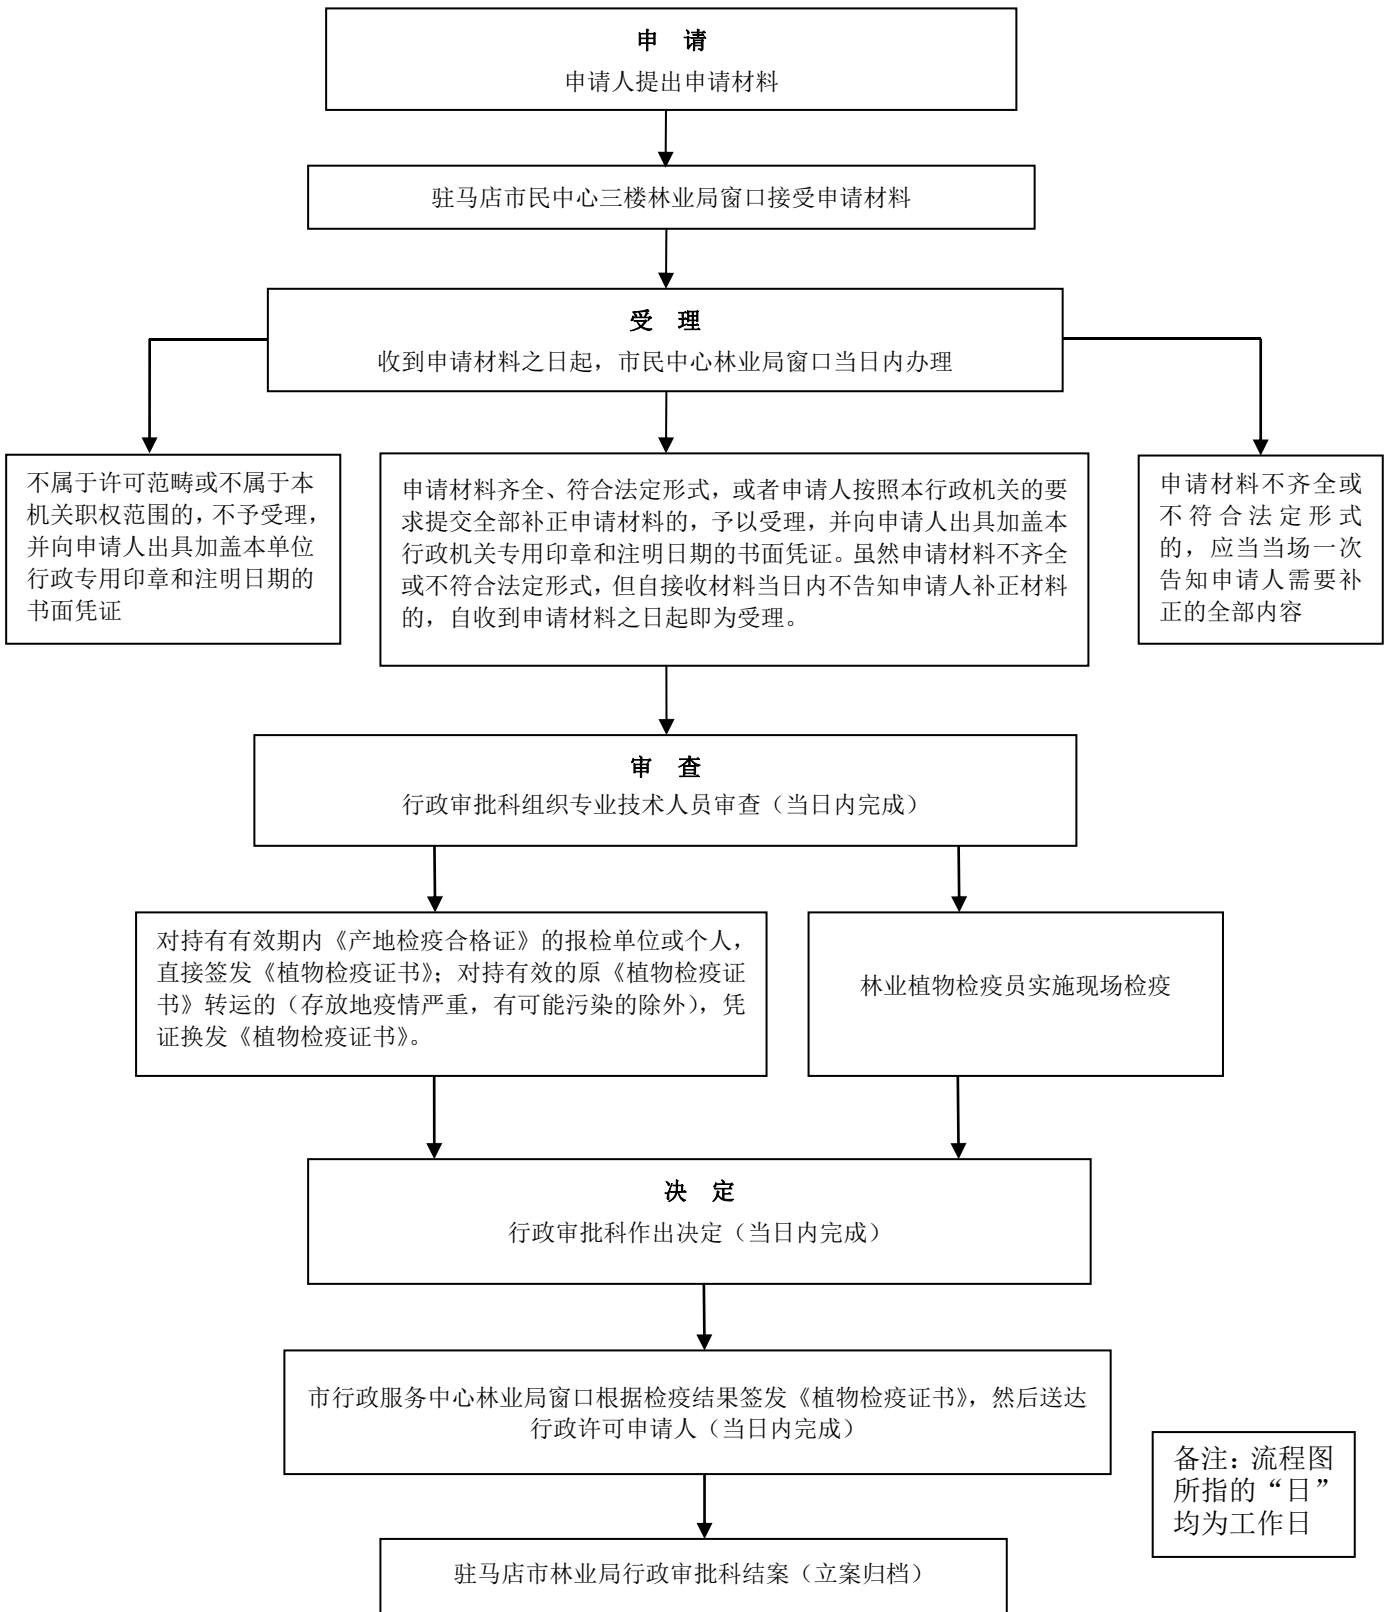 申 请
申请人提出申请材料
驻马店市民中心三楼林业局窗口接受申请材料
受 理
收到申请材料之日起，市民中心林业局窗口当日内办理
不属于许可范畴或不属于本
机关职权范围的，不予受理，
并向申请人出具加盖本单位
行政专用印章和注明日期的
书面凭证
申请材料齐全、符合法定形式，或者申请人按照本行政机关的要
求提交全部补正申请材料的，予以受理，并向申请人出具加盖本
行政机关专用印章和注明日期的书面凭证。虽然申请材料不齐全
或不符合法定形式，但自接收材料当日内不告知申请人补正材料
的，自收到申请材料之日起即为受理。
申请材料不齐全或
不符合法定形式
的，应当当场一次
告知申请人需要补
正的全部内容
审 查
行政审批科组织专业技术人员审查（当日内完成）
对持有有效期内《产地检疫合格证》的报检单位或个人，
直接签发《植物检疫证书》；对持有效的原《植物检疫证
书》转运的（存放地疫情严重，有可能污染的除外），凭
证换发《植物检疫证书》。
林业植物检疫员实施现场检疫
决 定
行政审批科作出决定（当日内完成）
市行政服务中心林业局窗口根据检疫结果签发《植物检疫证书》，然后送达
行政许可申请人（当日内完成）
备注：流程图
所指的“日”
均为工作日
驻马店市林业局行政审批科结案（立案归档）